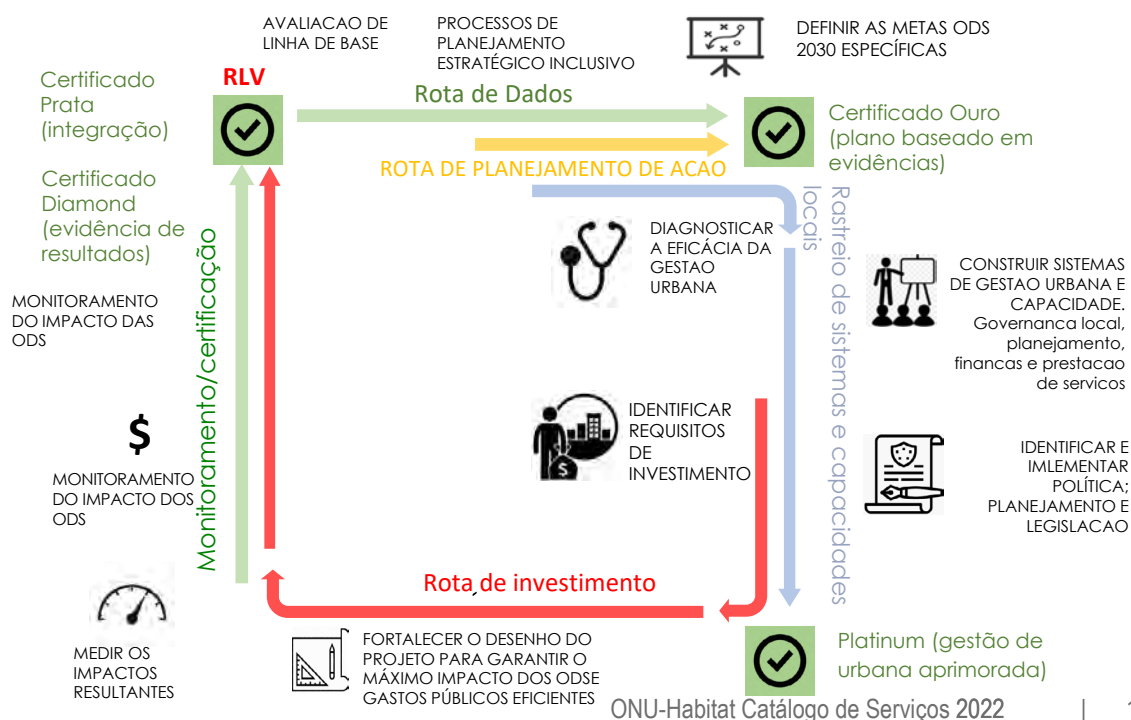 AVALIACAO DE
LINHA DE BASE
PROCESSOS DE
PLANEJAMENTO
ESTRATÉGICO INCLUSIVO
DEFINIR AS METAS ODS
2030 ESPECÍFICAS
Certificado
Prata
(integração)
RLV
Rota de Dados
Certificado Ouro
(plano baseado em
evidências)
ROTA DE PLANEJAMENTO DE ACAO
Certificado
Diamond
(evidência de
resultados)
Rastreio de sistemas e capacidades
locais
DIAGNOSTICAR
A EFICÁCIA DA
GESTAO
URBANA
CONSTRUIR SISTEMAS
DE GESTAO URBANA E
CAPACIDADE.
Governanca local,
planejamento,
financas e prestacao
de servicos
MONITORAMENTO
DO IMPACTO DAS
ODS
Monitoramento/certificação
$
IDENTIFICAR
REQUISITOS
DE
INVESTIMENTO
$
IDENTIFICAR E
IMLEMENTAR
POLÍTICA;
PLANEJAMENTO E
LEGISLACAO
MONITORAMENTO
DO IMPACTO DOS
ODS
Rota de investimento
MEDIR OS
IMPACTOS
RESULTANTES
FORTALECER O DESENHO DO
PROJETO PARA GARANTIR O
MÁXIMO IMPACTO DOS ODSE
GASTOS PÚBLICOS EFICIENTES
Platinum (gestão de
urbana aprimorada)
ONU-Habitat Catálogo de Serviços 2022 |